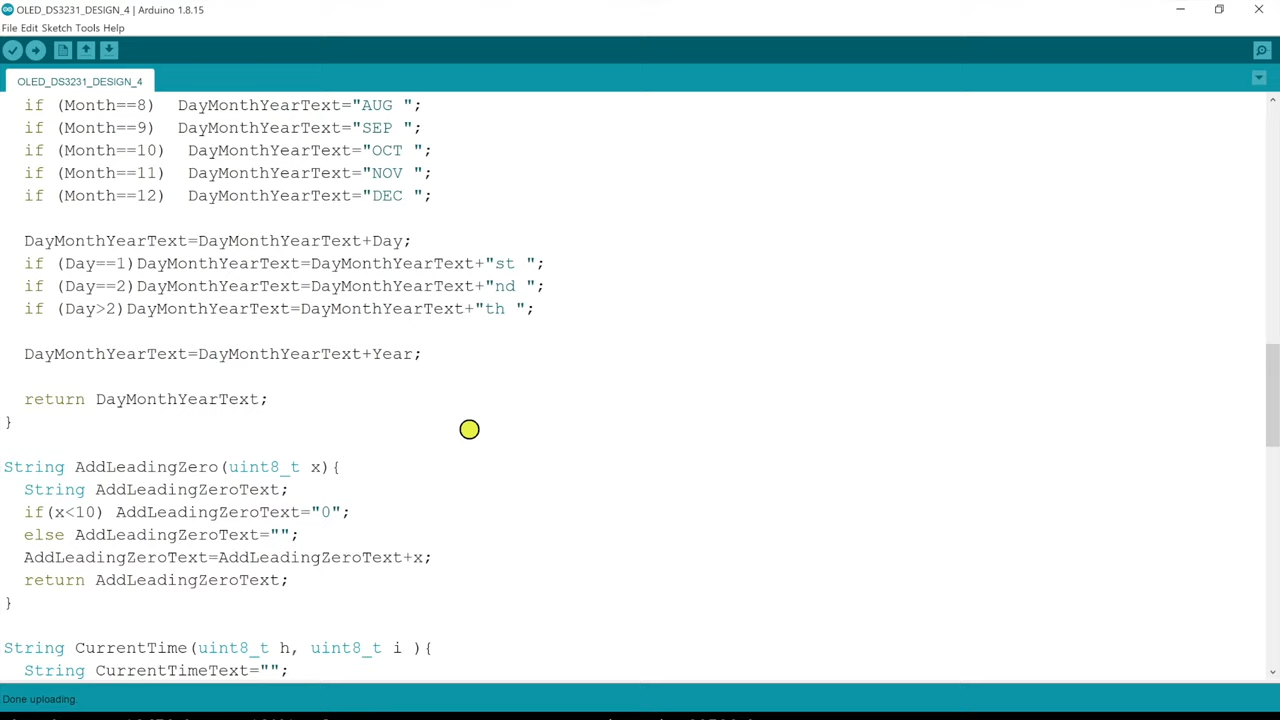 OLED_DS3231_DESIGN_4 | Arduino 1.8.15
File Edit Sketch Tools Help
OLED_DS3231_DESIGN_4
if (Month==8)  DayMonthYearText="AUG ";
if (Month==9)  DayMonthYearText="SEP ";
if (Month==10)  DayMonthYearText="OCT ";
if (Month==11)  DayMonthYearText="NOV ";
if (Month==12)  DayMonthYearText="DEC ";
DayMonthYearText=DayMonthYearText+Day;
if (Day==1)DayMonthYearText=DayMonthYearText+"st ";
if (Day==2)DayMonthYearText=DayMonthYearText+"nd ";
if (Day>2)DayMonthYearText=DayMonthYearText+"th ";
DayMonthYearText=DayMonthYearText+Year;
return DayMonthYearText;
}
String AddLeadingZero(uint8_t x){
String AddLeadingZeroText;
if(x<10) AddLeadingZeroText="0";
else AddLeadingZeroText="";
AddLeadingZeroText=AddLeadingZeroText+x;
return AddLeadingZeroText;
}
String CurrentTime(uint8_t h, uint8_t i ){
String CurrentTimeText="";
Done uploading.